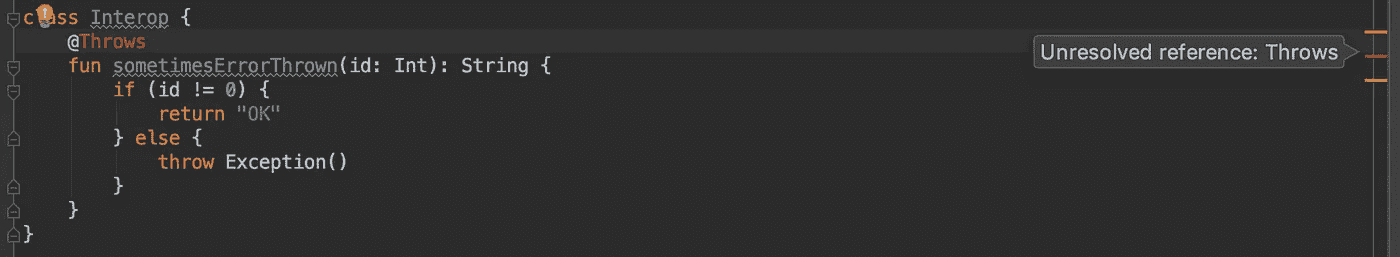 class Interop {
@Throws
Unresolved reference: Throws
fun sometimesErrorThrown(id: Int): String {
if (id != 0) {
return "OK"
} else {
throw Exception()
}
}
}